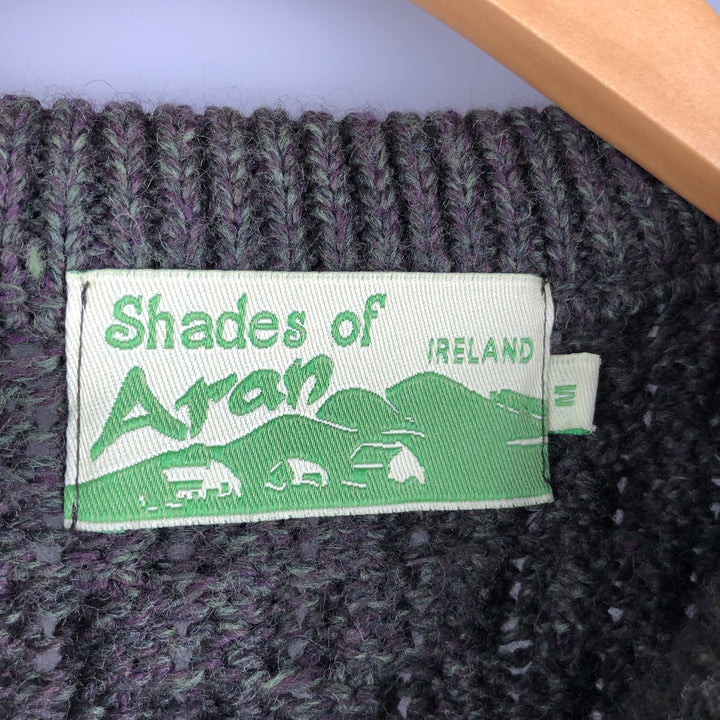 Shades of
IRELAND
Aran
M